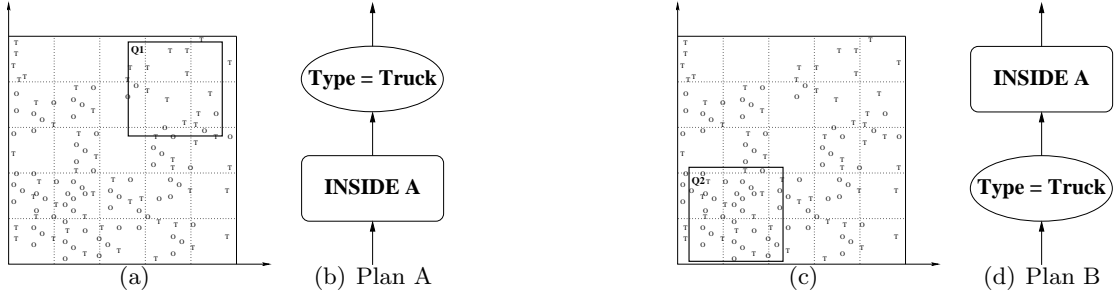 Q1
Type = Truck
INSIDE A
(a)
(b) Plan A
Q2
INSIDE A
Type = Truck
(c)
(d) Plan B